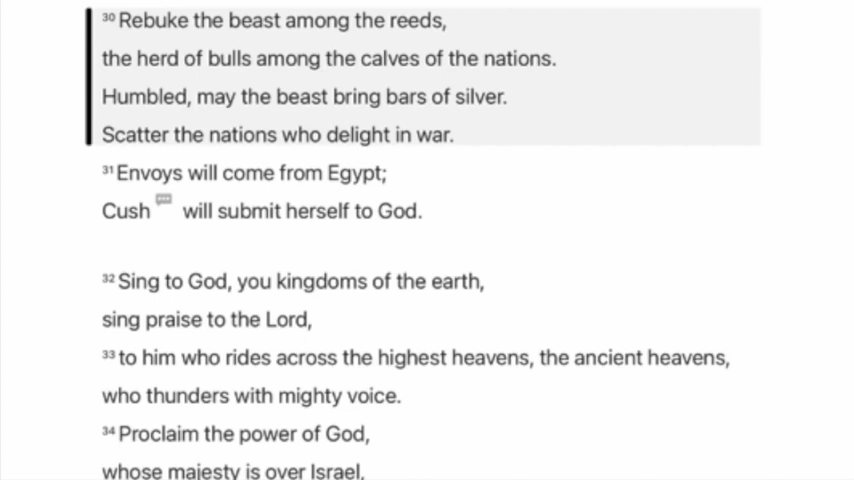 30 Rebuke the beast among the reeds,
the herd of bulls among the calves of the nations.
Humbled, may the beast bring bars of silver.
Scatter the nations who delight in war.
31 Envoys will come from Egypt;
Cush will submit herself to God.
32 Sing to God, you kingdoms of the earth,
sing praise to the Lord,
33 to him who rides across the highest heavens, the ancient heavens,
who thunders with mighty voice.
34 Proclaim the power of God,
whose majesty is over Israel,